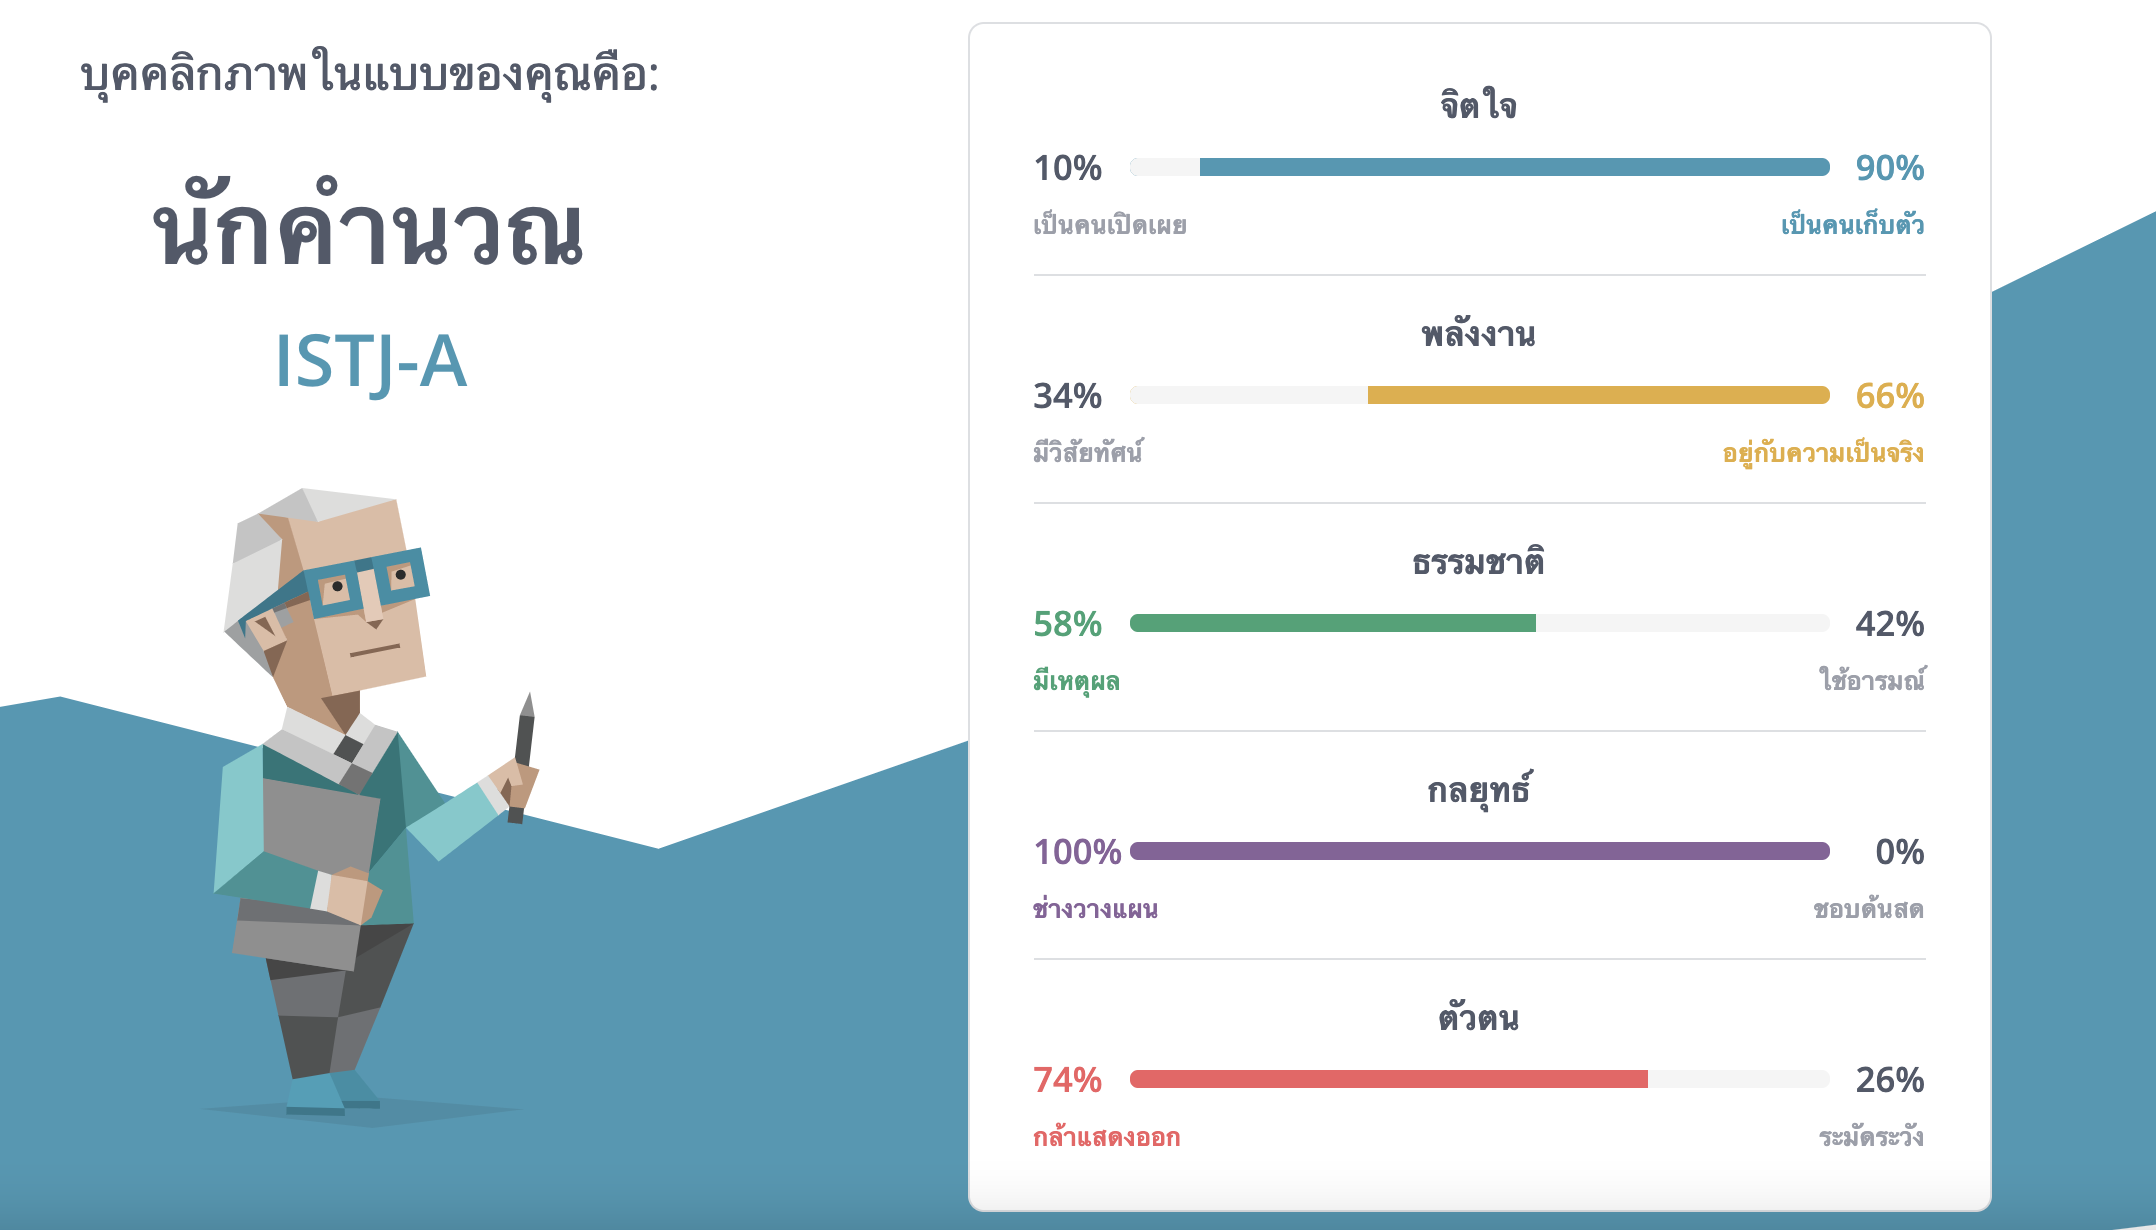 บุคคลิกภาพในแบบของคุณคือ:
นักคำนวณ
ISTJ-A
จิตใจ
10% 90%
เป็นคนเปิดเผย เป็นคนเก็บตัว
พลังงาน
34% 66%
มีวิสัยทัศน์ อยู่กับความเป็นจริง
ธรรมชาติ
58% 42%
มีเหตุผล ใช้อารมณ์
กลยุทธ์
100% 0%
ช่างวางแผน ชอบด้นสด
ตัวตน
74% 26%
กล้าแสดงออก ระมัดระวัง